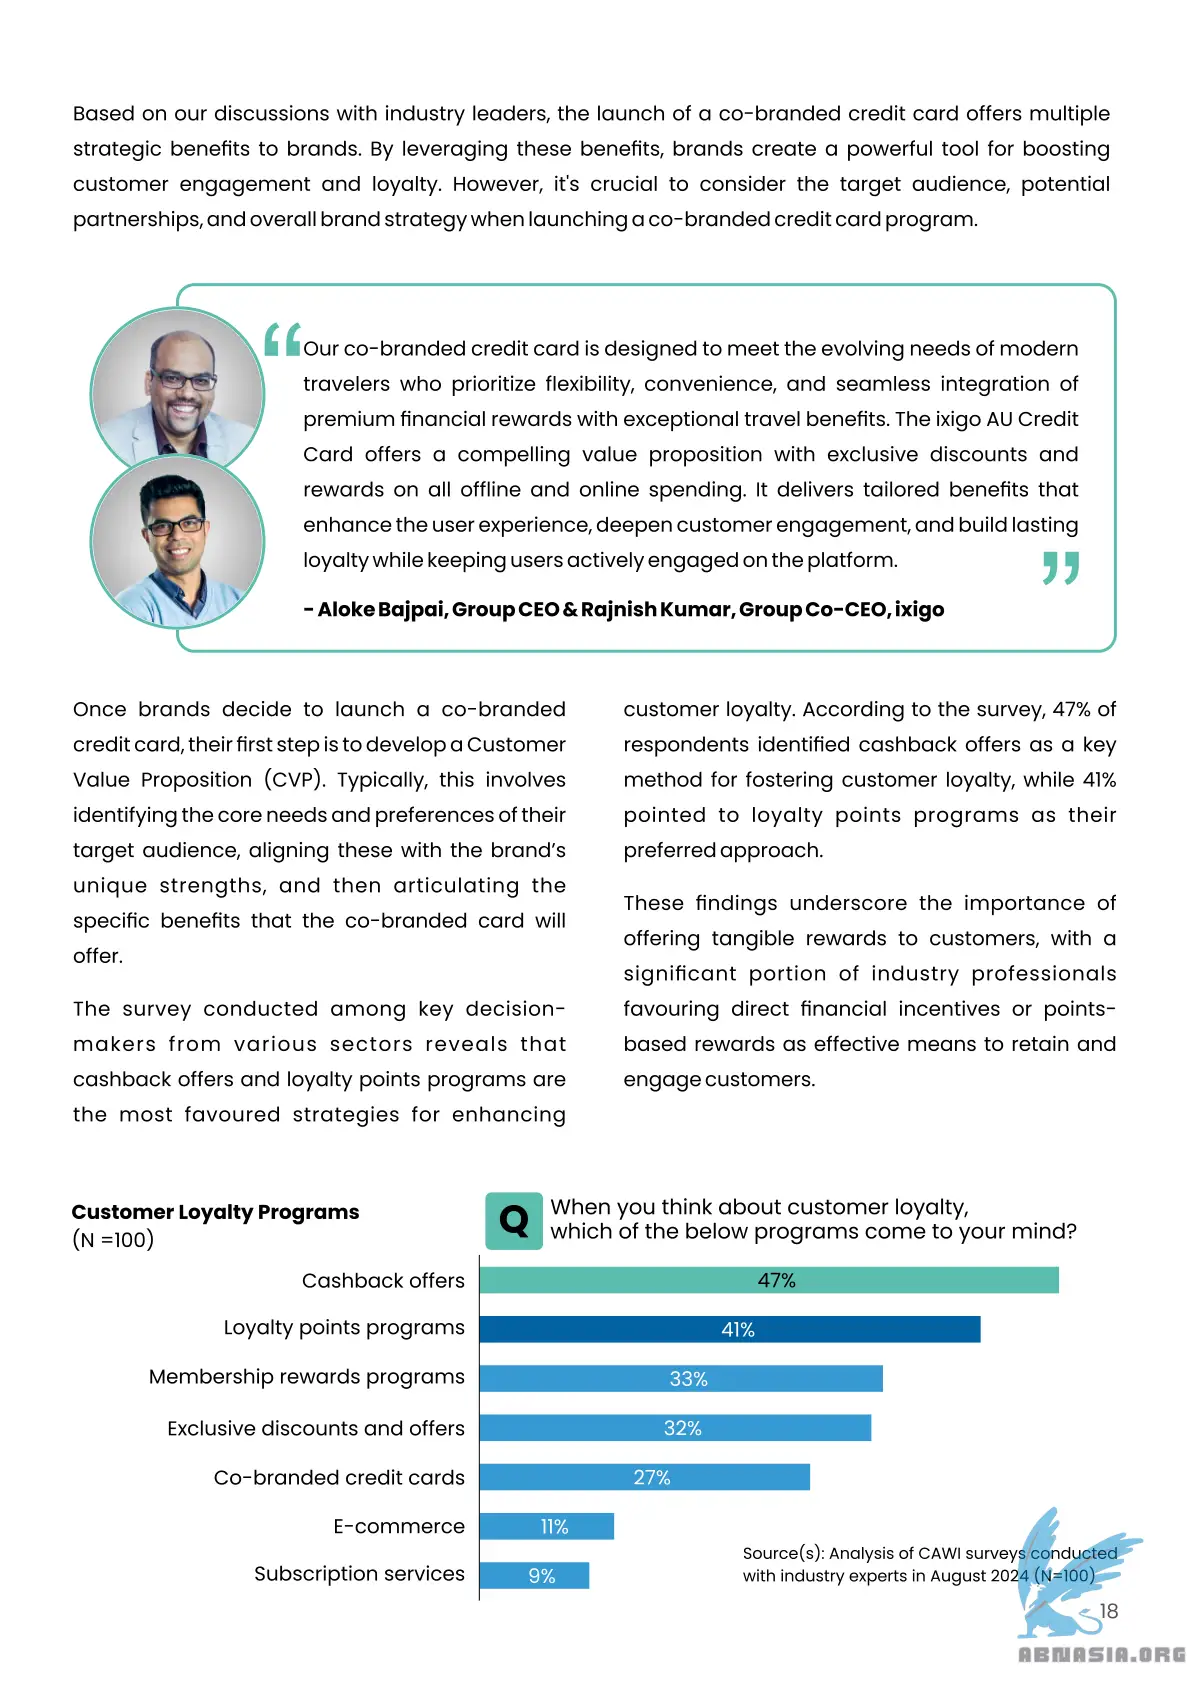 Based on our discussions with industry leaders, the launch of a co-branded credit card offers multiple
strategic benefits to brands. By leveraging these benefits, brands create a powerful tool for boosting
customer engagement and loyalty. However, it's crucial to consider the target audience, potential
partnerships, and overall brand strategy when launching a co-branded credit card program.
“Our co-branded credit card is designed to meet the evolving needs of modern
travelers who prioritize flexibility, convenience, and seamless integration of
premium financial rewards with exceptional travel benefits. The ixigo AU Credit
Card offers a compelling value proposition with exclusive discounts and
rewards on all offline and online spending. It delivers tailored benefits that
enhance the user experience, deepen customer engagement, and build lasting
loyalty while keeping users actively engaged on the platform.”
- Aloke Bajpai, Group CEO & Rajnish Kumar, Group Co-CEO, ixigo
Once brands decide to launch a co-branded
credit card, their first step is to develop a Customer
Value Proposition (CVP). Typically, this involves
identifying the core needs and preferences of their
target audience, aligning these with the brand’s
unique strengths, and then articulating the
specific benefits that the co-branded card will
offer.
The survey conducted among key decision-
makers from various sectors reveals that
cashback offers and loyalty points programs are
the most favoured strategies for enhancing
customer loyalty. According to the survey, 47% of
respondents identified cashback offers as a key
method for fostering customer loyalty, while 41%
pointed to loyalty points programs as their
preferred approach.
These findings underscore the importance of
offering tangible rewards to customers, with a
significant portion of industry professionals
favouring direct financial incentives or points-
based rewards as effective means to retain and
engage customers.
Customer Loyalty Programs
(N =100)
Q When you think about customer loyalty,
which of the below programs come to your mind?
Cashback offers 47%
Loyalty points programs 41%
Membership rewards programs 33%
Exclusive discounts and offers 32%
Co-branded credit cards 27%
E-commerce 11%
Subscription services 9%
Source(s): Analysis of CAWI surveys conducted
with industry experts in August 2024 (N=100)
18
ABNASIA.ORG